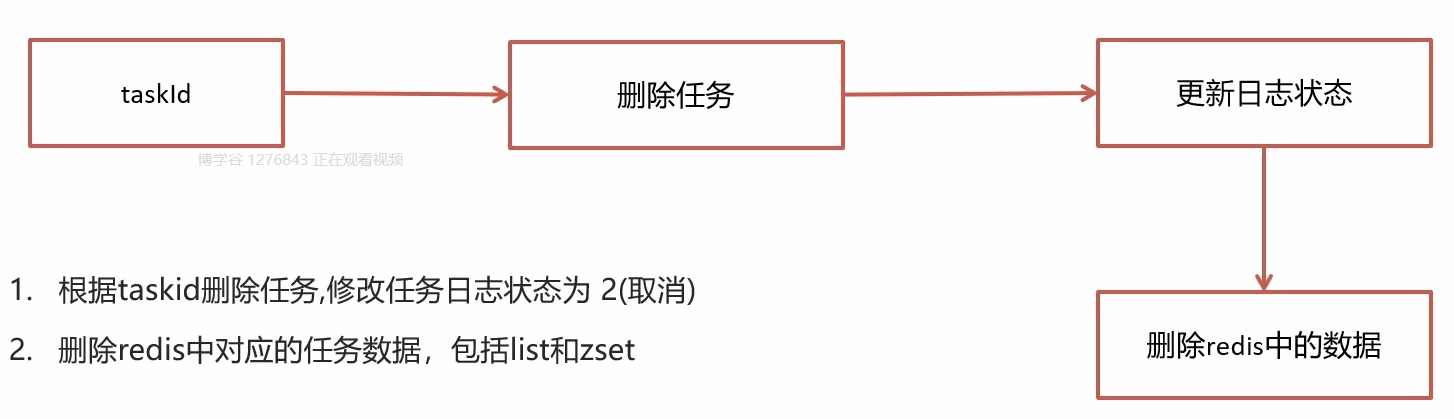 taskId
删除任务
更新日志状态
博学谷 1276843 正在观看视频
1. 根据taskid删除任务,修改任务日志状态为 2(取消)
2. 删除redis中对应的任务数据，包括list和zset
删除redis中的数据